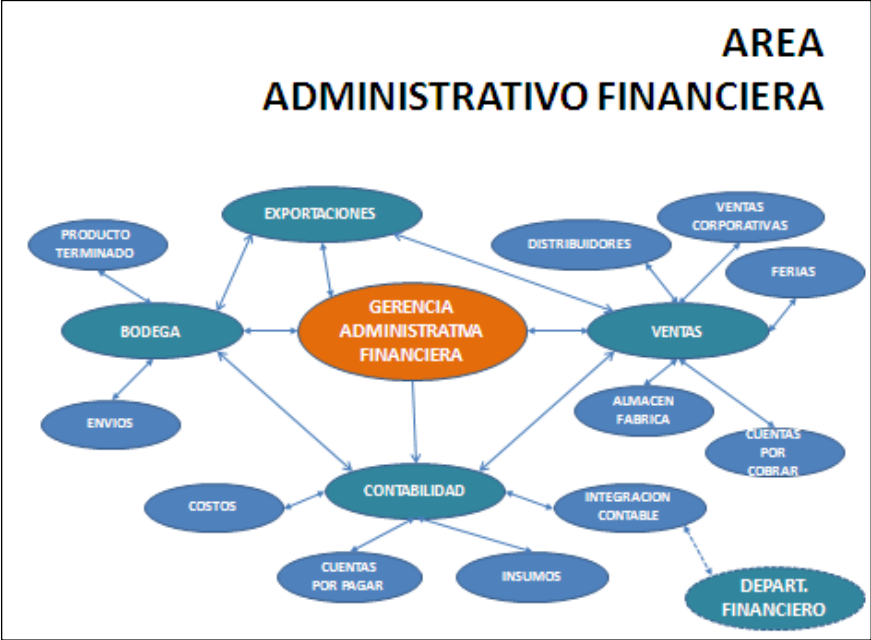 AREA
ADMINISTRATIVO FINANCIERA
EXPORTACIONES
VENTAS
CORPORATIVAS
PRODUCTO
TERMINADO
DISTRIBUIDORES
FERIAS
GERENCIA
ADMINISTRATIVA
FINANCIERA
BODEGA
VENTAS
ENVIOS
ALMACEN
FABRICA
CUENTAS
POR
COBRAR
CONTABILIDAD
COSTOS
INTEGRACION
CONTABLE
CUENTAS
POR PAGAR
INSUMOS
DEPART.
FINANCIERO